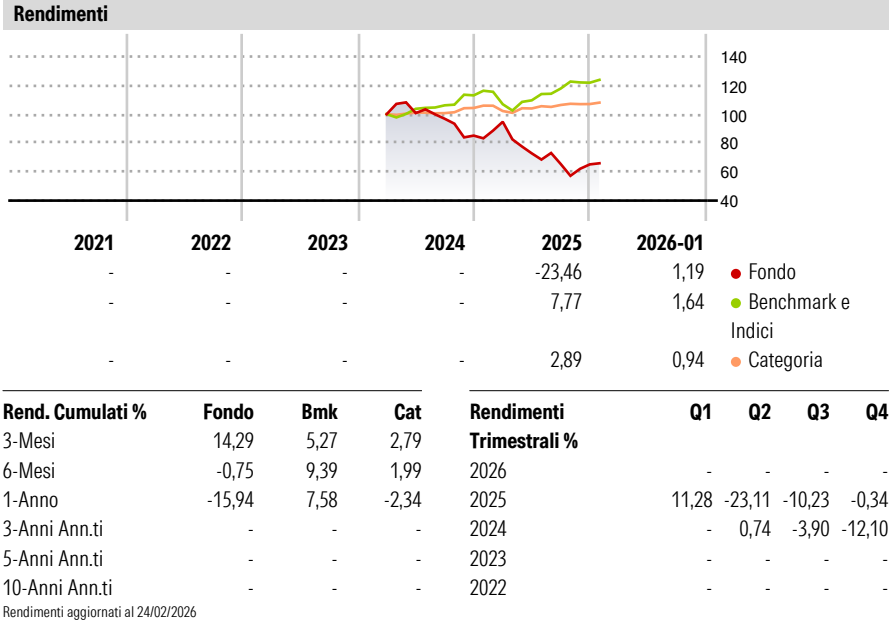 Rendimenti
140
120
100
80
60
40
2021 2022 2023 2024 2025 2026-01
- - - - -23,46 1,19 Fondo
- - - - 7,77 1,64 Benchmark e
Indici
- - - - 2,89 0,94 Categoria
Rend. Cumulati % Fondo Bmk Cat
3-Mesi 14,29 5,27 2,79
6-Mesi -0,75 9,39 1,99
1-Anno -15,94 7,58 -2,34
3-Anni Ann.ti - - -
5-Anni Ann.ti - - -
10-Anni Ann.ti - - -
Rendimenti Q1 Q2 Q3 Q4
Trimestrali %
2026 - - - -
2025 11,28 -23,11 -10,23 -0,34
2024 - 0,74 -3,90 -12,10
2023 - - - -
2022 - - - -
Rendimenti aggiornati al 24/02/2026